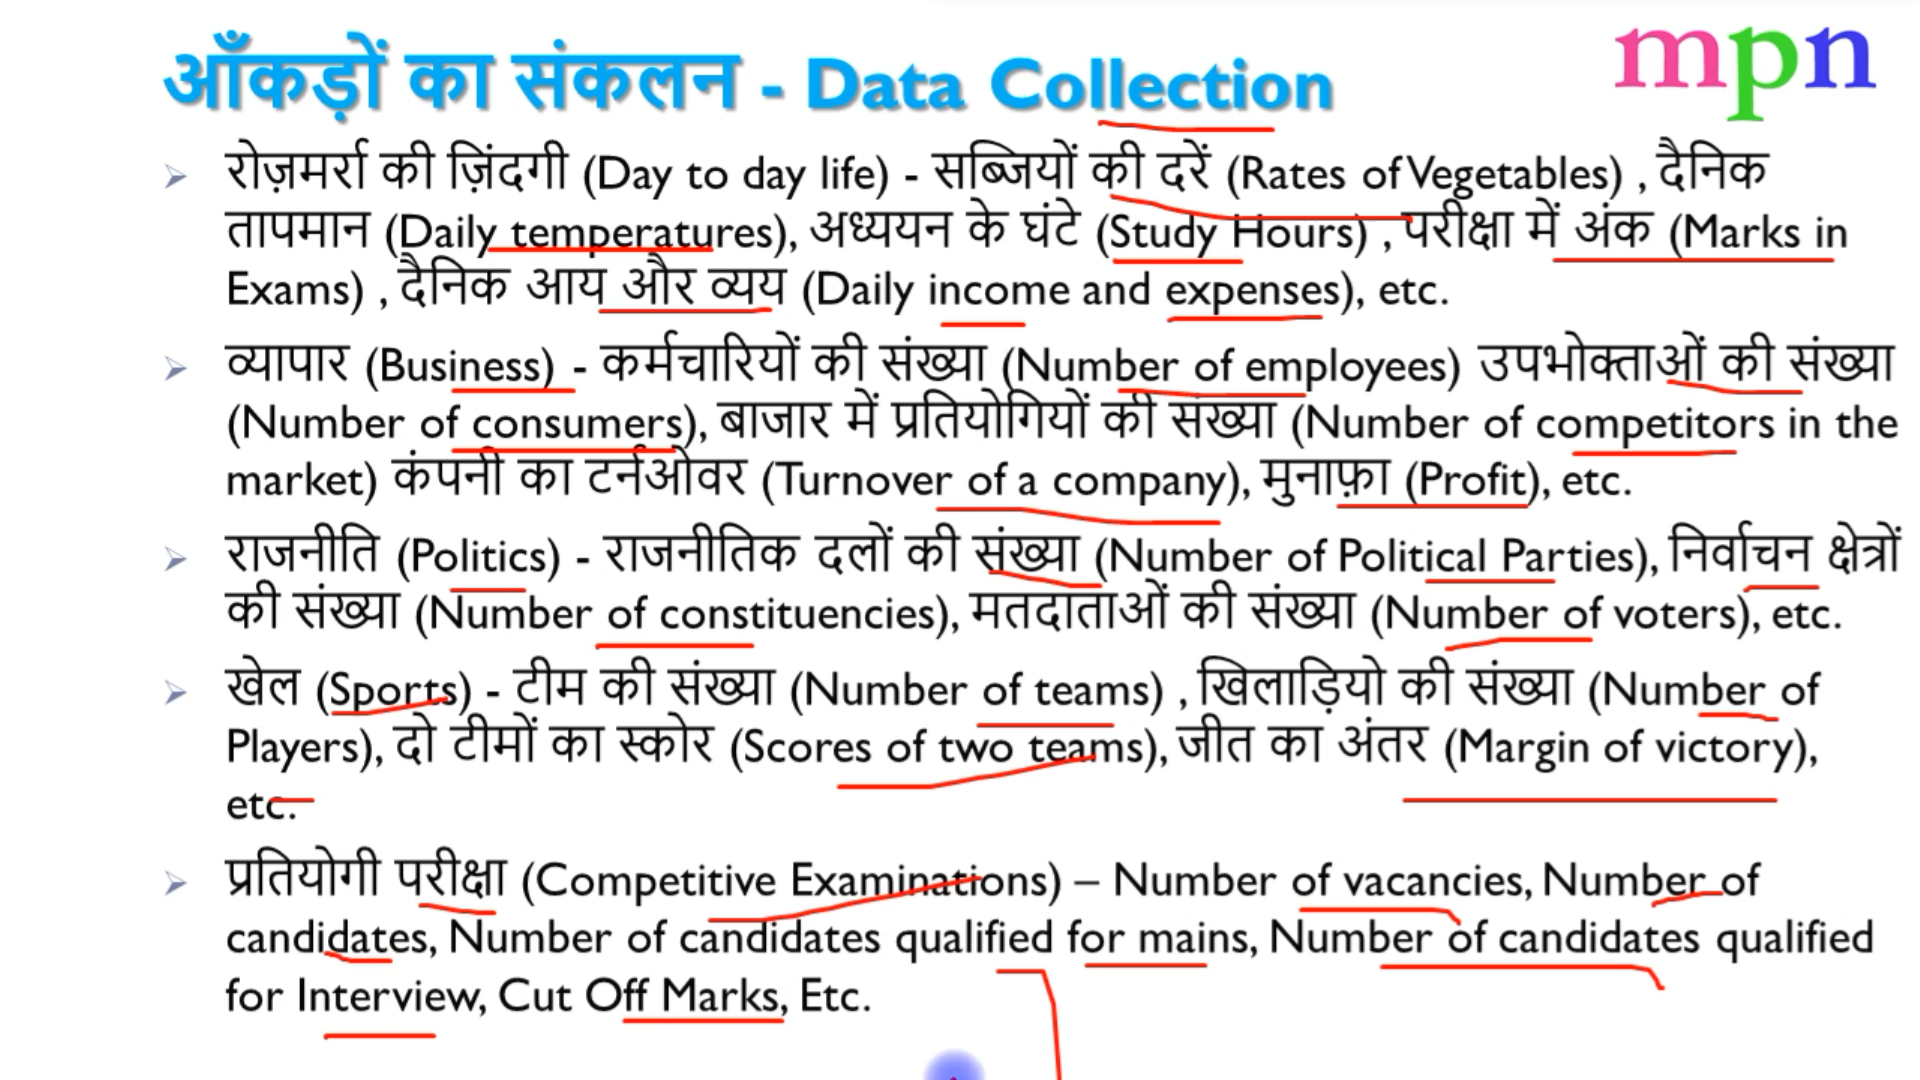 आँकड़ों का संकलन - Data Collection
mpn
रोज़मर्रा की ज़िंदगी (Day to day life) - सब्जियों की दरें (Rates of Vegetables) , दैनिक
तापमान (Daily temperatures), अध्ययन के घंटे (Study Hours) , परीक्षा में अंक (Marks in
Exams) , दैनिक आय और व्यय (Daily income and expenses), etc.
व्यापार (Business) - कर्मचारियों की संख्या (Number of employees) उपभोक्ताओं की संख्या
(Number of consumers), बाजार में प्रतियोगियों की संख्या (Number of competitors in the
market) कंपनी का टर्नओवर (Turnover of a company), मुनाफ़ा (Profit), etc.
राजनीति (Politics) - राजनीतिक दलों की संख्या (Number of Political Parties), निर्वाचन क्षेत्रों
की संख्या (Number of constituencies), मतदाताओं की संख्या (Number of voters), etc.
खेल (Sports) - टीम की संख्या (Number of teams) , खिलाड़ियो की संख्या (Number of
Players), दो टीमों का स्कोर (Scores of two teams), जीत का अंतर (Margin of victory),
etc.
प्रतियोगी परीक्षा (Competitive Examinations) – Number of vacancies, Number of
candidates, Number of candidates qualified for mains, Number of candidates qualified
for Interview, Cut Off Marks, Etc.